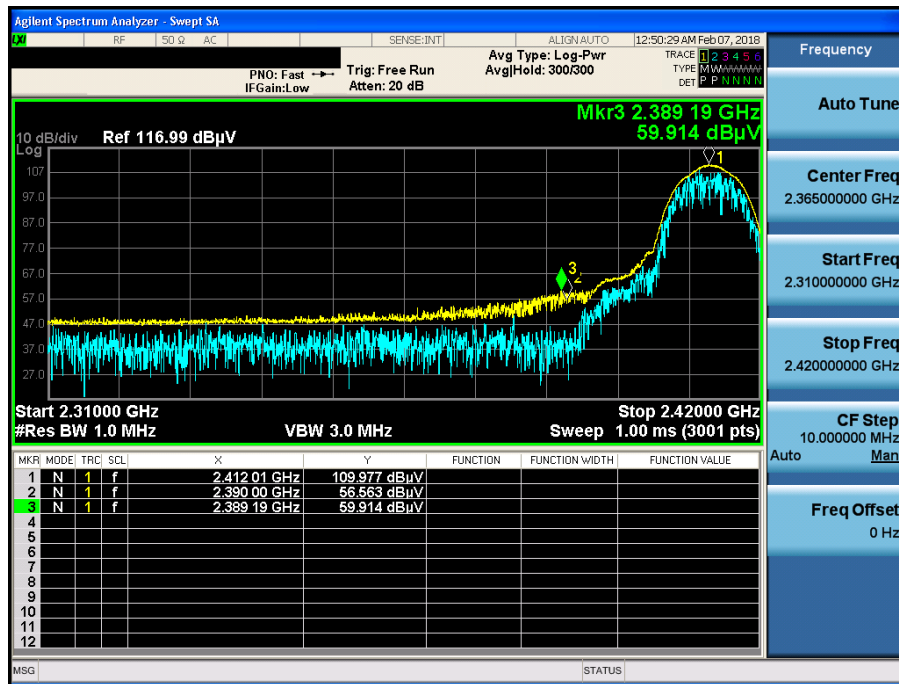 Agilent Spectrum Analyzer - Swept SA
LXI RF 50 Ω AC SENSE:INT ALIGN AUTO 12:50:29 AM Feb 07, 2018
Frequency
PNO: Fast
IFGain:Low
Trig: Free Run
Atten: 20 dB
Avg Type: Log-Pwr
Avg|Hold: 300/300
TRACE 1 2 3 4 5 6
TYPE MWWWWW
DET P P N N N N
Auto Tune
Mkr3 2.389 19 GHz
59.914 dBµV
10 dB/div Ref 116.99 dBµV
Log
107
97.0
87.0
77.0
67.0
57.0
47.0
37.0
27.0
1
3
2
Center Freq
2.365000000 GHz
Start Freq
2.310000000 GHz
Stop Freq
2.420000000 GHz
Start 2.31000 GHz Stop 2.42000 GHz
#Res BW 1.0 MHz VBW 3.0 MHz Sweep 1.00 ms (3001 pts)
CF Step
10.000000 MHz
Auto Man
Freq Offset
0 Hz
MKR MODE TRC SCL X Y FUNCTION FUNCTION WIDTH FUNCTION VALUE
1 N 1 f 2.412 01 GHz 109.977 dBµV
2 N 1 f 2.390 00 GHz 56.563 dBµV
3 N 1 f 2.389 19 GHz 59.914 dBµV
4
5
6
7
8
9
10
11
12
MSG STATUS